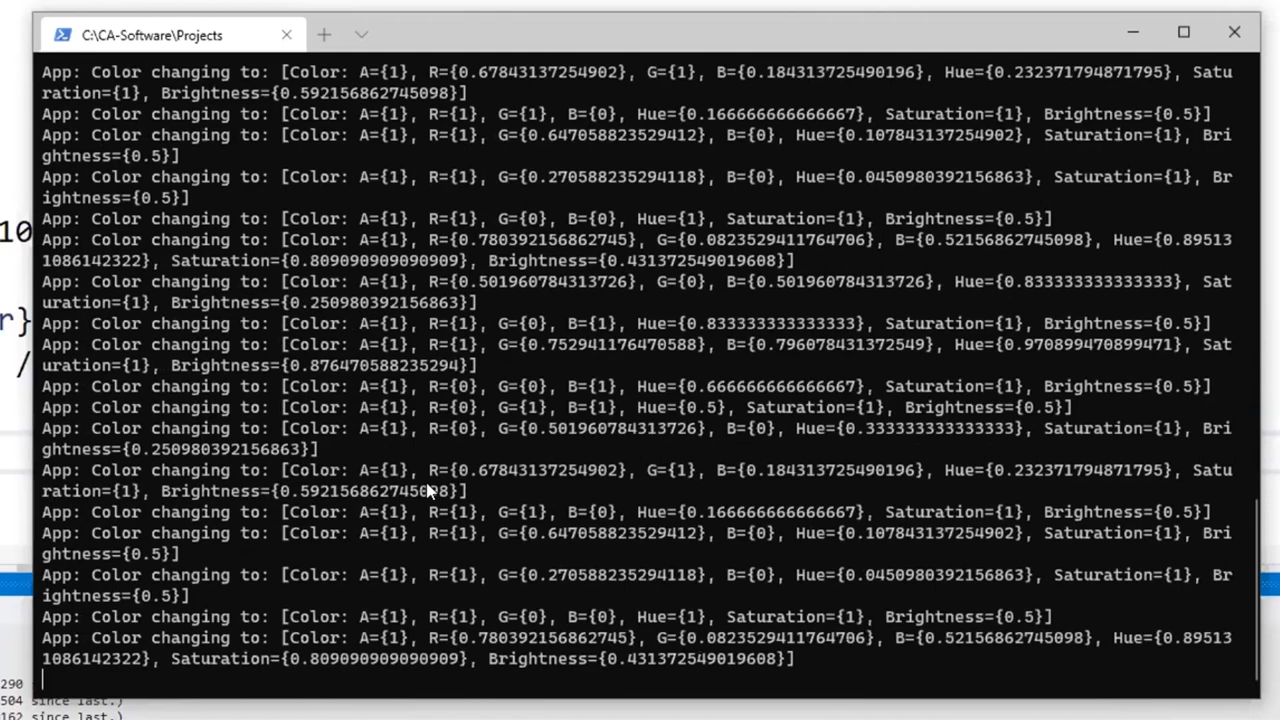 C:\CA-Software\Projects
App: Color changing to: [Color: A={1}, R={0.67843137254902}, G={1}, B={0.184313725490196}, Hue={0.232371794871795}, Satu
ration={1}, Brightness={0.592156862745098}]
App: Color changing to: [Color: A={1}, R={1}, G={1}, B={0}, Hue={0.166666666666667}, Saturation={1}, Brightness={0.5}]
App: Color changing to: [Color: A={1}, R={1}, G={0.647058823529412}, B={0}, Hue={0.107843137254902}, Saturation={1}, Bri
ghtness={0.5}]
App: Color changing to: [Color: A={1}, R={1}, G={0.270588235294118}, B={0}, Hue={0.0450980392156863}, Saturation={1}, Br
ightness={0.5}]
App: Color changing to: [Color: A={1}, R={1}, G={0}, B={0}, Hue={1}, Saturation={1}, Brightness={0.5}]
App: Color changing to: [Color: A={1}, R={0.780392156862745}, G={0.0823529411764706}, B={0.52156862745098}, Hue={0.89513
1086142322}, Saturation={0.809090909090909}, Brightness={0.431372549019608}]
App: Color changing to: [Color: A={1}, R={0.501960784313726}, G={0}, B={0.501960784313726}, Hue={0.833333333333333}, Sat
uration={1}, Brightness={0.250980392156863}]
App: Color changing to: [Color: A={1}, R={1}, G={0}, B={1}, Hue={0.833333333333333}, Saturation={1}, Brightness={0.5}]
App: Color changing to: [Color: A={1}, R={1}, G={0.752941176470588}, B={0.796078431372549}, Hue={0.970899470899471}, Sat
uration={1}, Brightness={0.876470588235294}]
App: Color changing to: [Color: A={1}, R={0}, G={0}, B={1}, Hue={0.666666666666667}, Saturation={1}, Brightness={0.5}]
App: Color changing to: [Color: A={1}, R={0}, G={1}, B={1}, Hue={0.5}, Saturation={1}, Brightness={0.5}]
App: Color changing to: [Color: A={1}, R={0}, G={0.501960784313726}, B={0}, Hue={0.333333333333333}, Saturation={1}, Bri
ghtness={0.250980392156863}]
App: Color changing to: [Color: A={1}, R={0.67843137254902}, G={1}, B={0.184313725490196}, Hue={0.232371794871795}, Satu
ration={1}, Brightness={0.592156862745098}]
App: Color changing to: [Color: A={1}, R={1}, G={1}, B={0}, Hue={0.166666666666667}, Saturation={1}, Brightness={0.5}]
App: Color changing to: [Color: A={1}, R={1}, G={0.647058823529412}, B={0}, Hue={0.107843137254902}, Saturation={1}, Bri
ghtness={0.5}]
App: Color changing to: [Color: A={1}, R={1}, G={0.270588235294118}, B={0}, Hue={0.0450980392156863}, Saturation={1}, Br
ightness={0.5}]
App: Color changing to: [Color: A={1}, R={1}, G={0}, B={0}, Hue={1}, Saturation={1}, Brightness={0.5}]
App: Color changing to: [Color: A={1}, R={0.780392156862745}, G={0.0823529411764706}, B={0.52156862745098}, Hue={0.89513
1086142322}, Saturation={0.809090909090909}, Brightness={0.431372549019608}]
10
r}
/
290
504 since last.)
162 since last.)